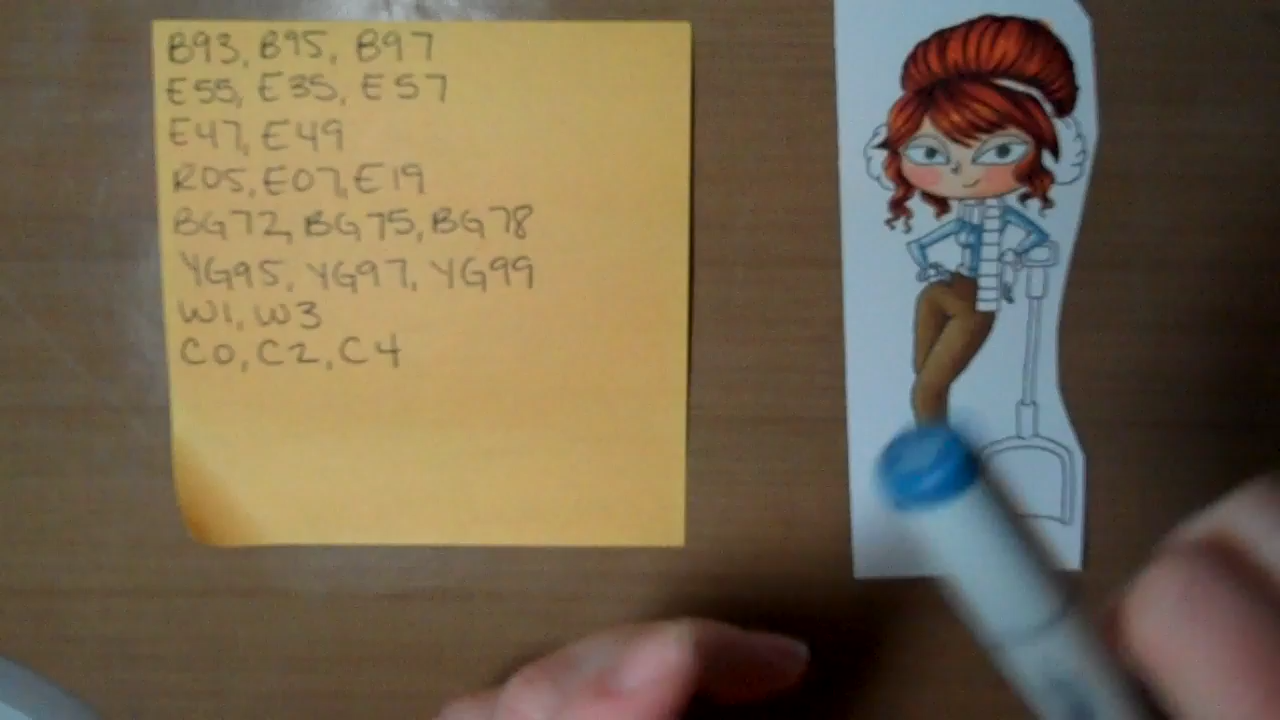 B93, B95, B97
E55, E35, E57
E47, E49
R05, E07, E19
BG72, BG75, BG78
YG95, YG97, YG99
W1, W3
C0, C2, C4